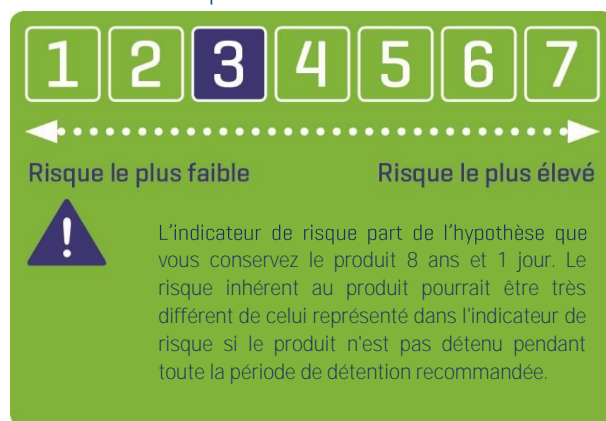 1 2 3 4 5 6 7
Risque le plus faible Risque le plus élevé
!
L'indicateur de risque part de l'hypothèse que
vous conservez le produit 8 ans et 1 jour. Le
risque inhérent au produit pourrait être très
différent de celui représenté dans l'indicateur de
risque si le produit n'est pas détenu pendant
toute la période de détention recommandée.